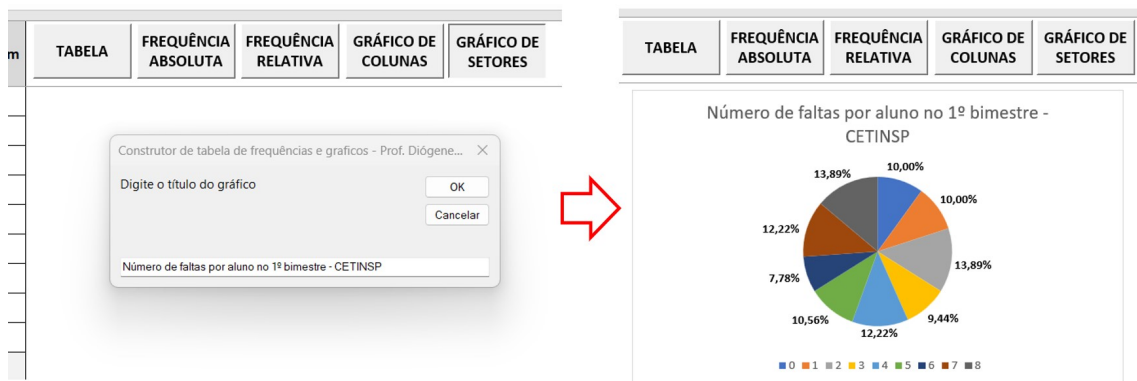 m
TABELA
FREQUÊNCIA
ABSOLUTA
FREQUÊNCIA
RELATIVA
GRÁFICO DE
COLUNAS
GRÁFICO DE
SETORES
Construtor de tabela de frequências e graficos - Prof. Diógene...
Digite o título do gráfico
OK
Cancelar
Número de faltas por aluno no 1º bimestre - CETINSP
TABELA
FREQUÊNCIA
ABSOLUTA
FREQUÊNCIA
RELATIVA
GRÁFICO DE
COLUNAS
GRÁFICO DE
SETORES
Número de faltas por aluno no 1º bimestre -
CETINSP
10,00%
10,00%
13,89%
9,44%
12,22%
10,56%
7,78%
12,22%
13,89%
0 1 2 3 4 5 6 7 8